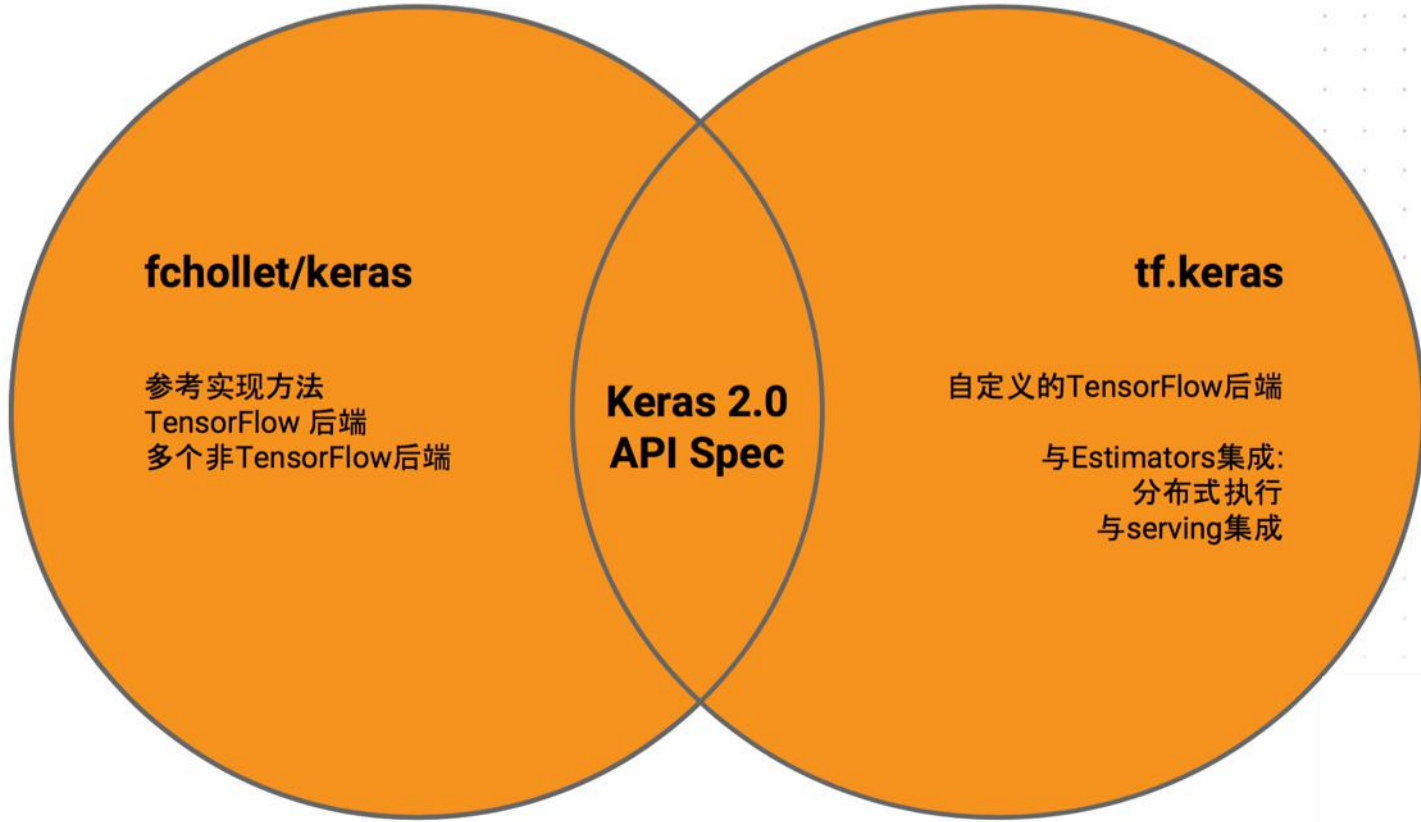 fchollet/keras
参考实现方法
TensorFlow 后端
多个非TensorFlow后端
Keras 2.0
API Spec
tf.keras
自定义的TensorFlow后端
与Estimators集成:
分布式执行
与serving集成